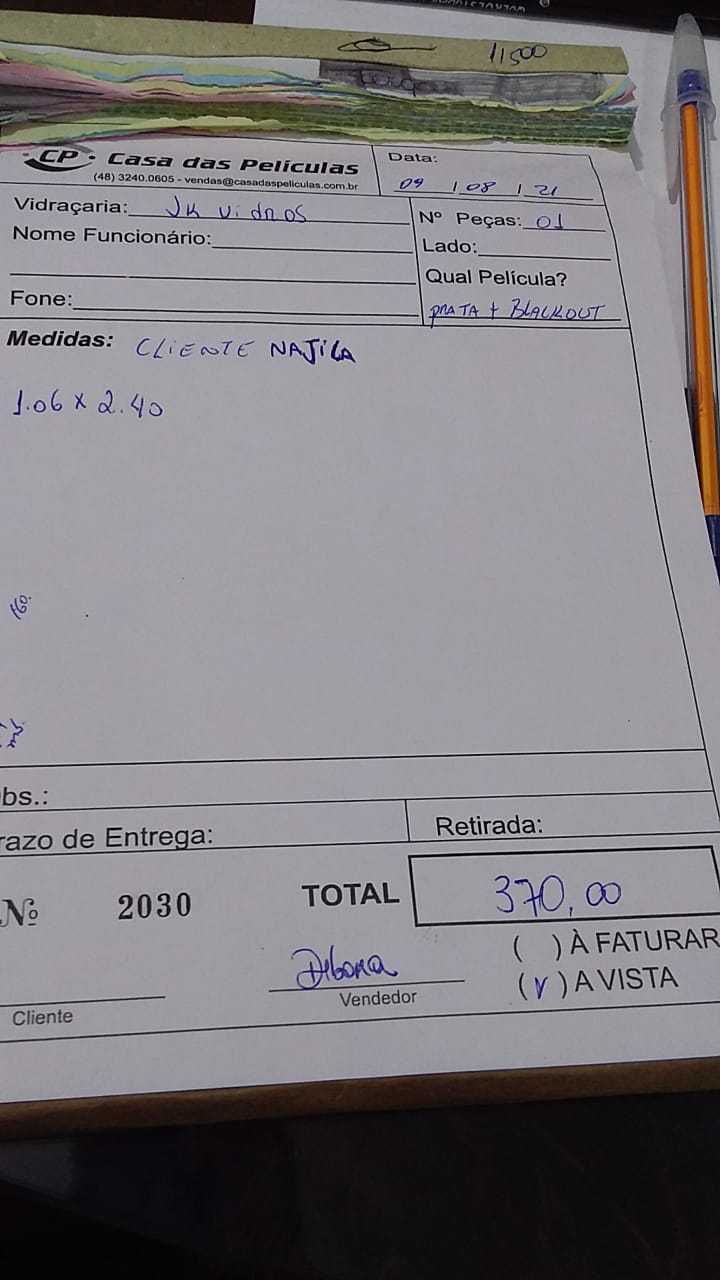 11500
CP • Casa das Películas
(48) 3240.0605 - vendas@casadaspeliculas.com.br
Data:
09 / 08 / 21
Vidraçaria: JK Vidros
Nº Peças: 01
Nome Funcionário:
Lado:
Qual Película?
Fone:
PRATA + BLACKOUT
Medidas: CLIENTE NAJILA
1.06 x 2.40
bs.:
razo de Entrega:
Retirada:
Nº 2030
TOTAL 370,00
( ) À FATURAR
Débora
(V) A VISTA
Vendedor
Cliente